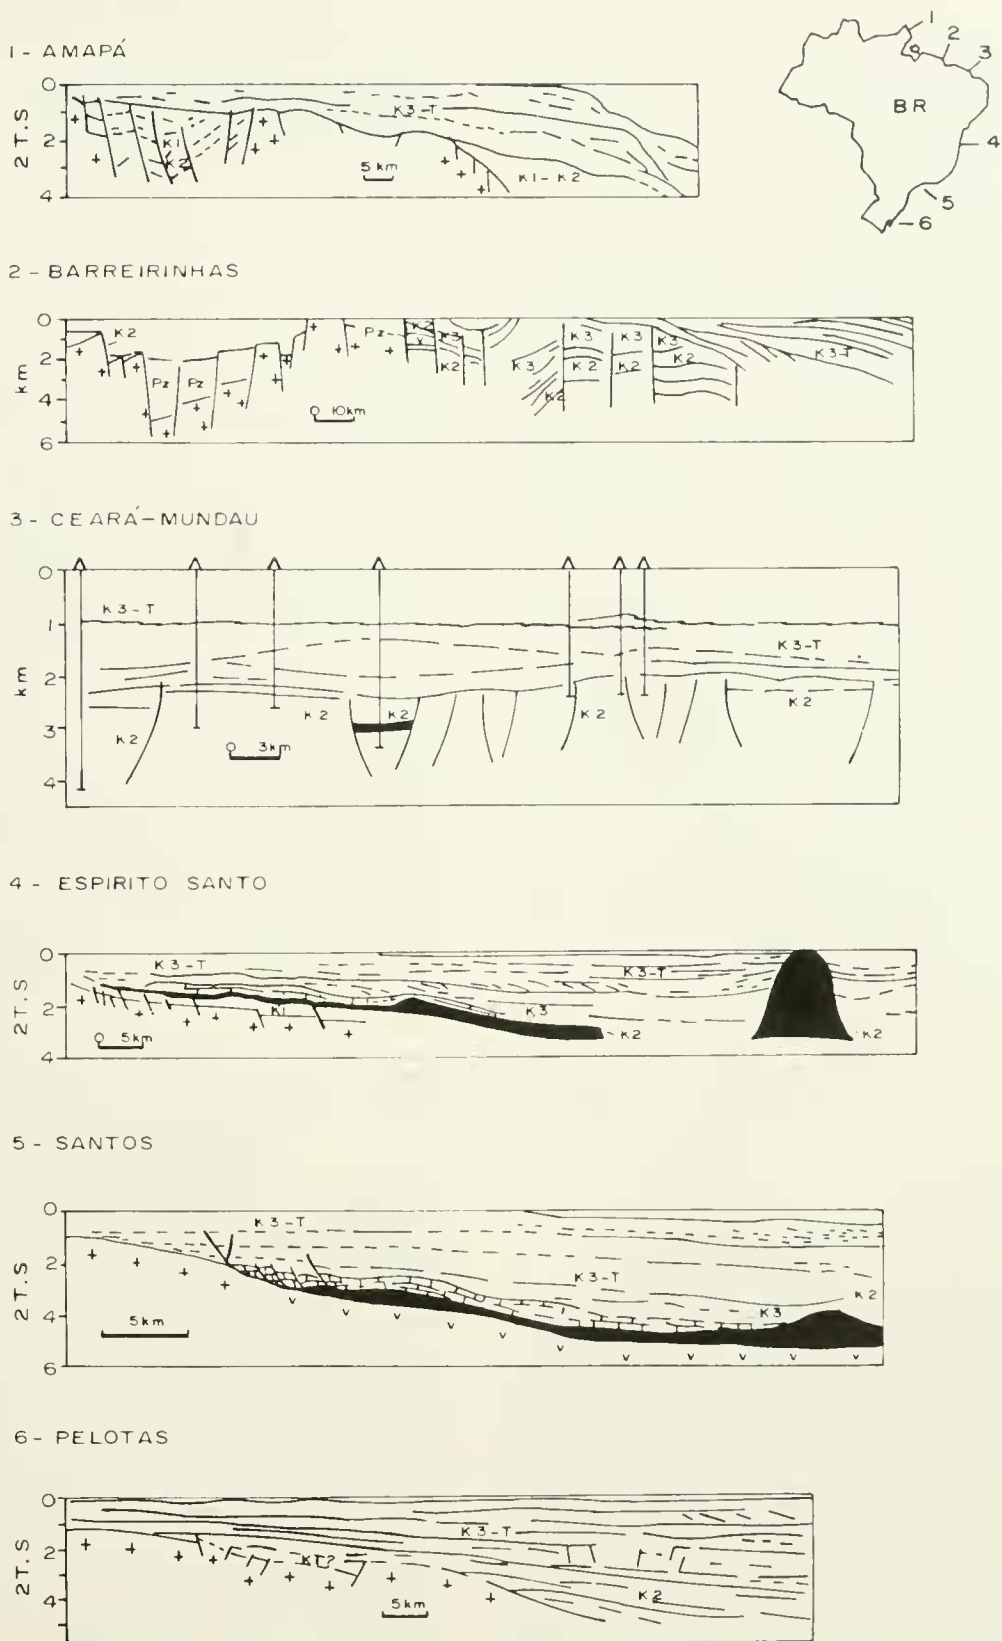 1 - AMAPÁ
0
2
4
2 T.S
K3-T
K1
K2
5 km
K1-K2
1
2
3
BR
4
5
6
2 - BARREIRINHAS
0
2
4
6
km
K2
Pz
Pz
Pz
K2
K3
K2
K3
K2
K3
K2
K3
K2
K3
K2
K3-T
0 10km
3 - CEARÁ-MUNDAU
0
1
2
3
4
km
K3-T
K3-T
K2
K2
K2
K2
K2
0 3km
4 - ESPIRITO SANTO
0
2
4
2 T.S
K3-T
K3-T
K1
K3
K2
K2
0 5km
5 - SANTOS
0
2
4
6
2 T.S
K3-T
K3-T
K2
K3
5km
6 - PELOTAS
0
2
4
2 T.S
K3-T
K2
5km